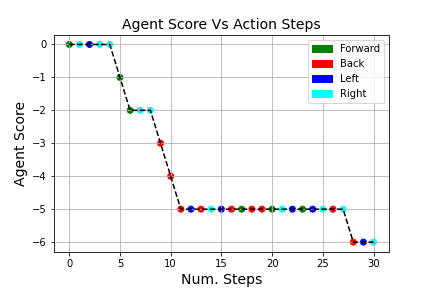 Agent Score Vs Action Steps
Forward
Back
Left
Right
Agent Score
0
−1
−2
−3
−4
−5
−6
0 5 10 15 20 25 30
Num. Steps